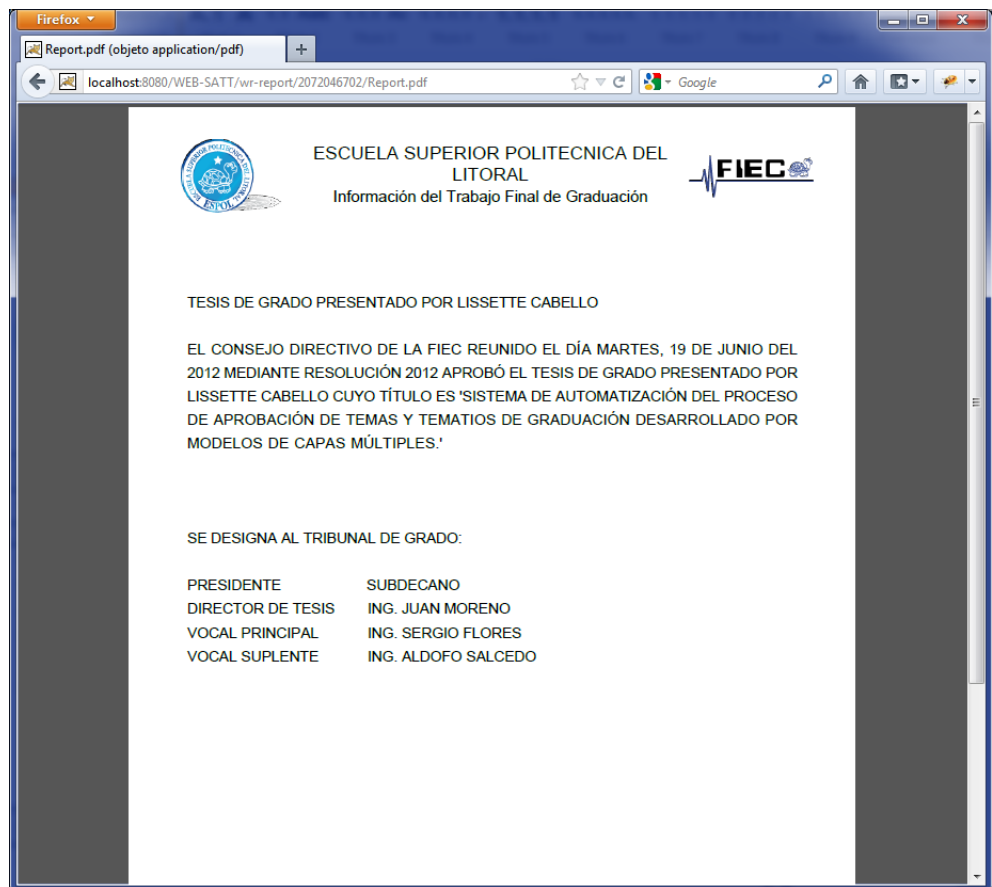 Firefox
Report.pdf (objeto application/pdf)
localhost:8080/WEB-SATT/wr-report/2072046702/Report.pdf
Google
ESCUELA SUPERIOR POLITECNICA DEL
LITORAL
Información del Trabajo Final de Graduación
ESCUELA SUPERIOR POLITECNICA DEL LITORAL
ESPOL
FIEC
TESIS DE GRADO PRESENTADO POR LISSETTE CABELLO
EL CONSEJO DIRECTIVO DE LA FIEC REUNIDO EL DÍA MARTES, 19 DE JUNIO DEL
2012 MEDIANTE RESOLUCIÓN 2012 APROBÓ EL TESIS DE GRADO PRESENTADO POR
LISSETTE CABELLO CUYO TÍTULO ES 'SISTEMA DE AUTOMATIZACIÓN DEL PROCESO
DE APROBACIÓN DE TEMAS Y TEMATIOS DE GRADUACIÓN DESARROLLADO POR
MODELOS DE CAPAS MÚLTIPLES.'
SE DESIGNA AL TRIBUNAL DE GRADO:
PRESIDENTE SUBDECANO
DIRECTOR DE TESIS ING. JUAN MORENO
VOCAL PRINCIPAL ING. SERGIO FLORES
VOCAL SUPLENTE ING. ALDOFO SALCEDO